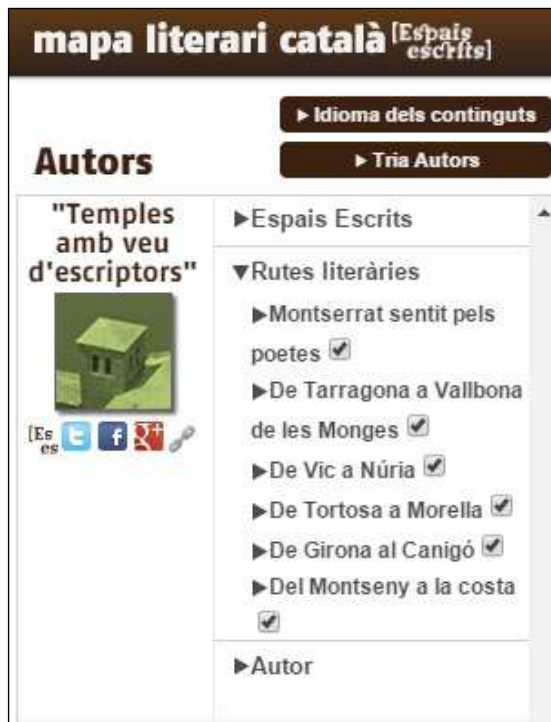 mapa literari català [Espais
escrits]
▶ Idioma dels continguts
Autors
▶ Tria Autors
"Temples
amb veu
d'escriptors"
[Es
es
▶Espais Escrits
▼Rutes literàries
▶Montserrat sentit pels
poetes
▶De Tarragona a Vallbona
de les Monges
▶De Vic a Núria
▶De Tortosa a Morella
▶De Girona al Canigó
▶Del Montseny a la costa
▶Autor